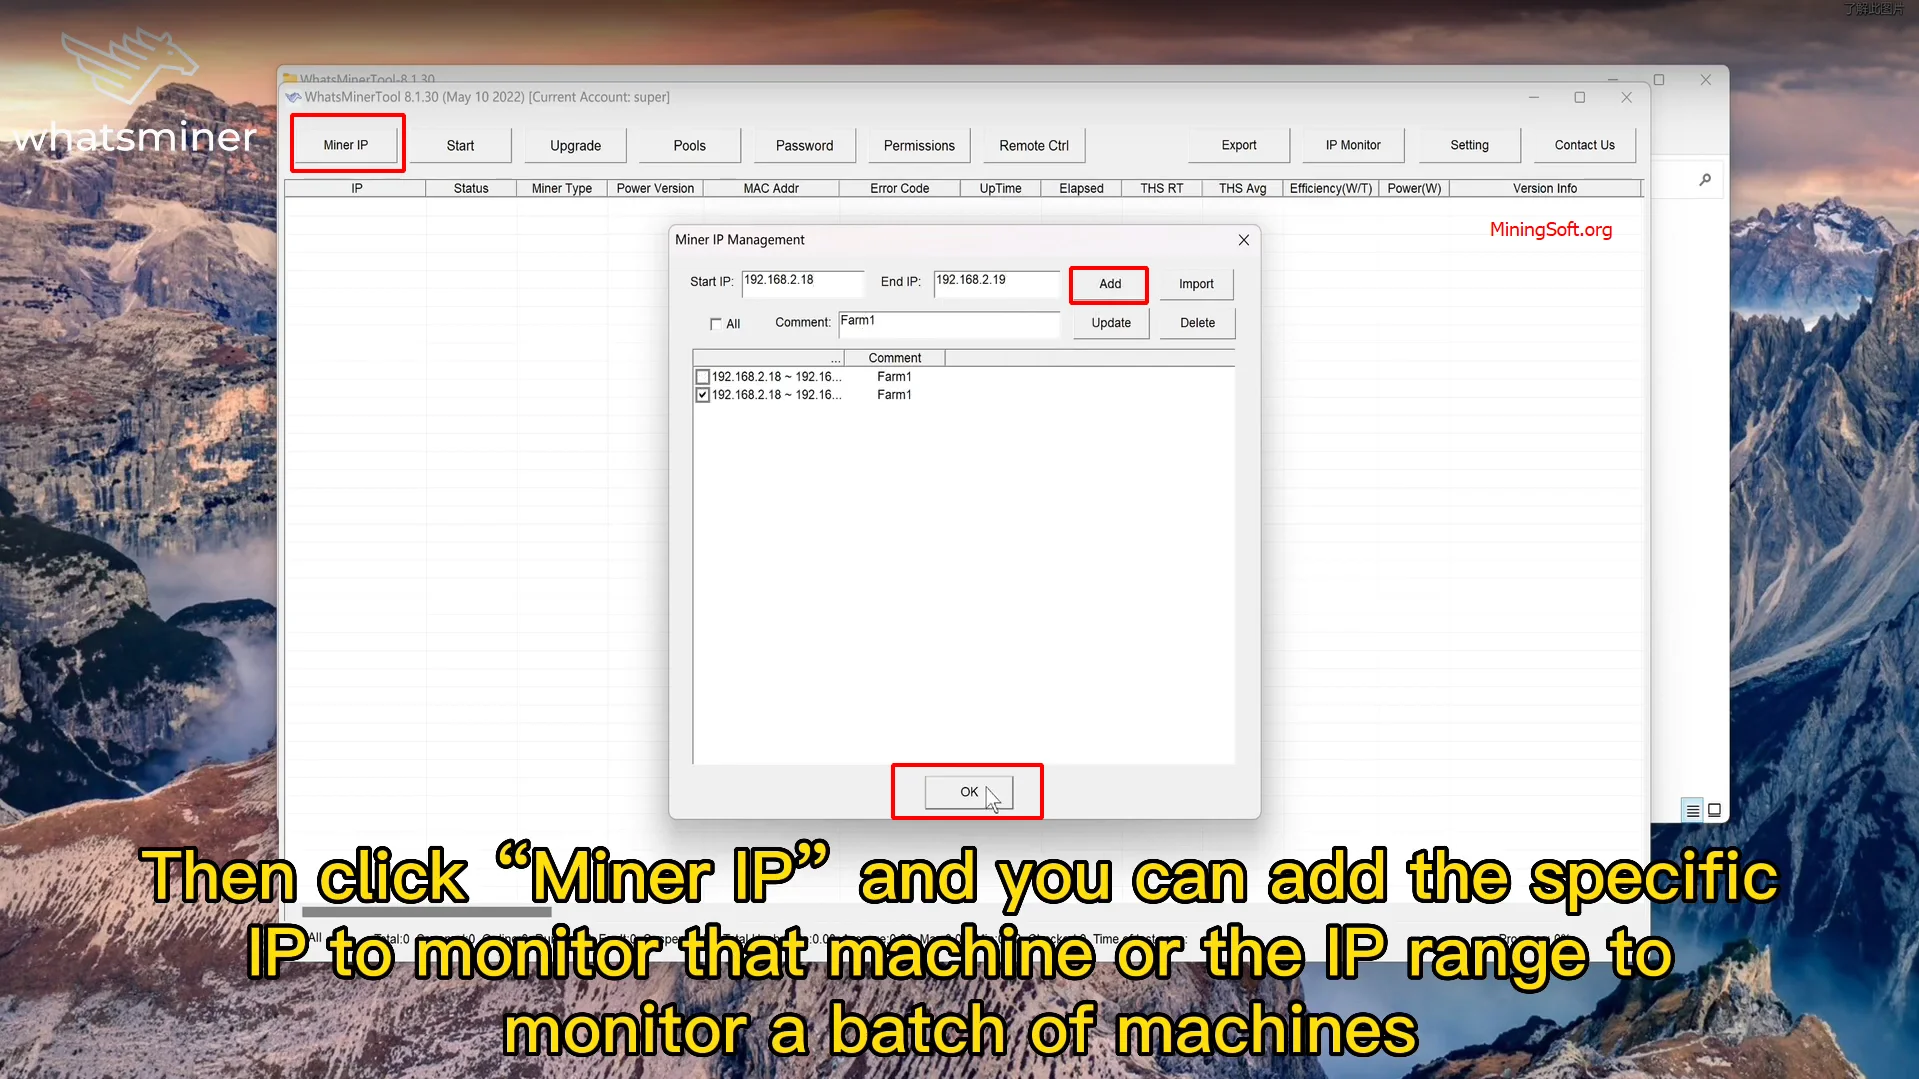 了解此图片
whatsminer
WhatsMinerTool-8.1.30
WhatsMinerTool 8.1.30 (May 10 2022) [Current Account: super]
Miner IP Start Upgrade Pools Password Permissions Remote Ctrl Export IP Monitor Setting Contact Us
IP Status Miner Type Power Version MAC Addr Error Code UpTime Elapsed THS RT THS Avg Efficiency(W/T) Power(W) Version Info
MiningSoft.org
Miner IP Management
Start IP: 192.168.2.18 End IP: 192.168.2.19 Add Import
All Comment: Farm1 Update Delete
... Comment
192.168.2.18 ~ 192.16... Farm1
192.168.2.18 ~ 192.16... Farm1
OK
Then click “Miner IP” and you can add the specific
All Total:0
IP to monitor that machine or the IP range to
monitor a batch of machines